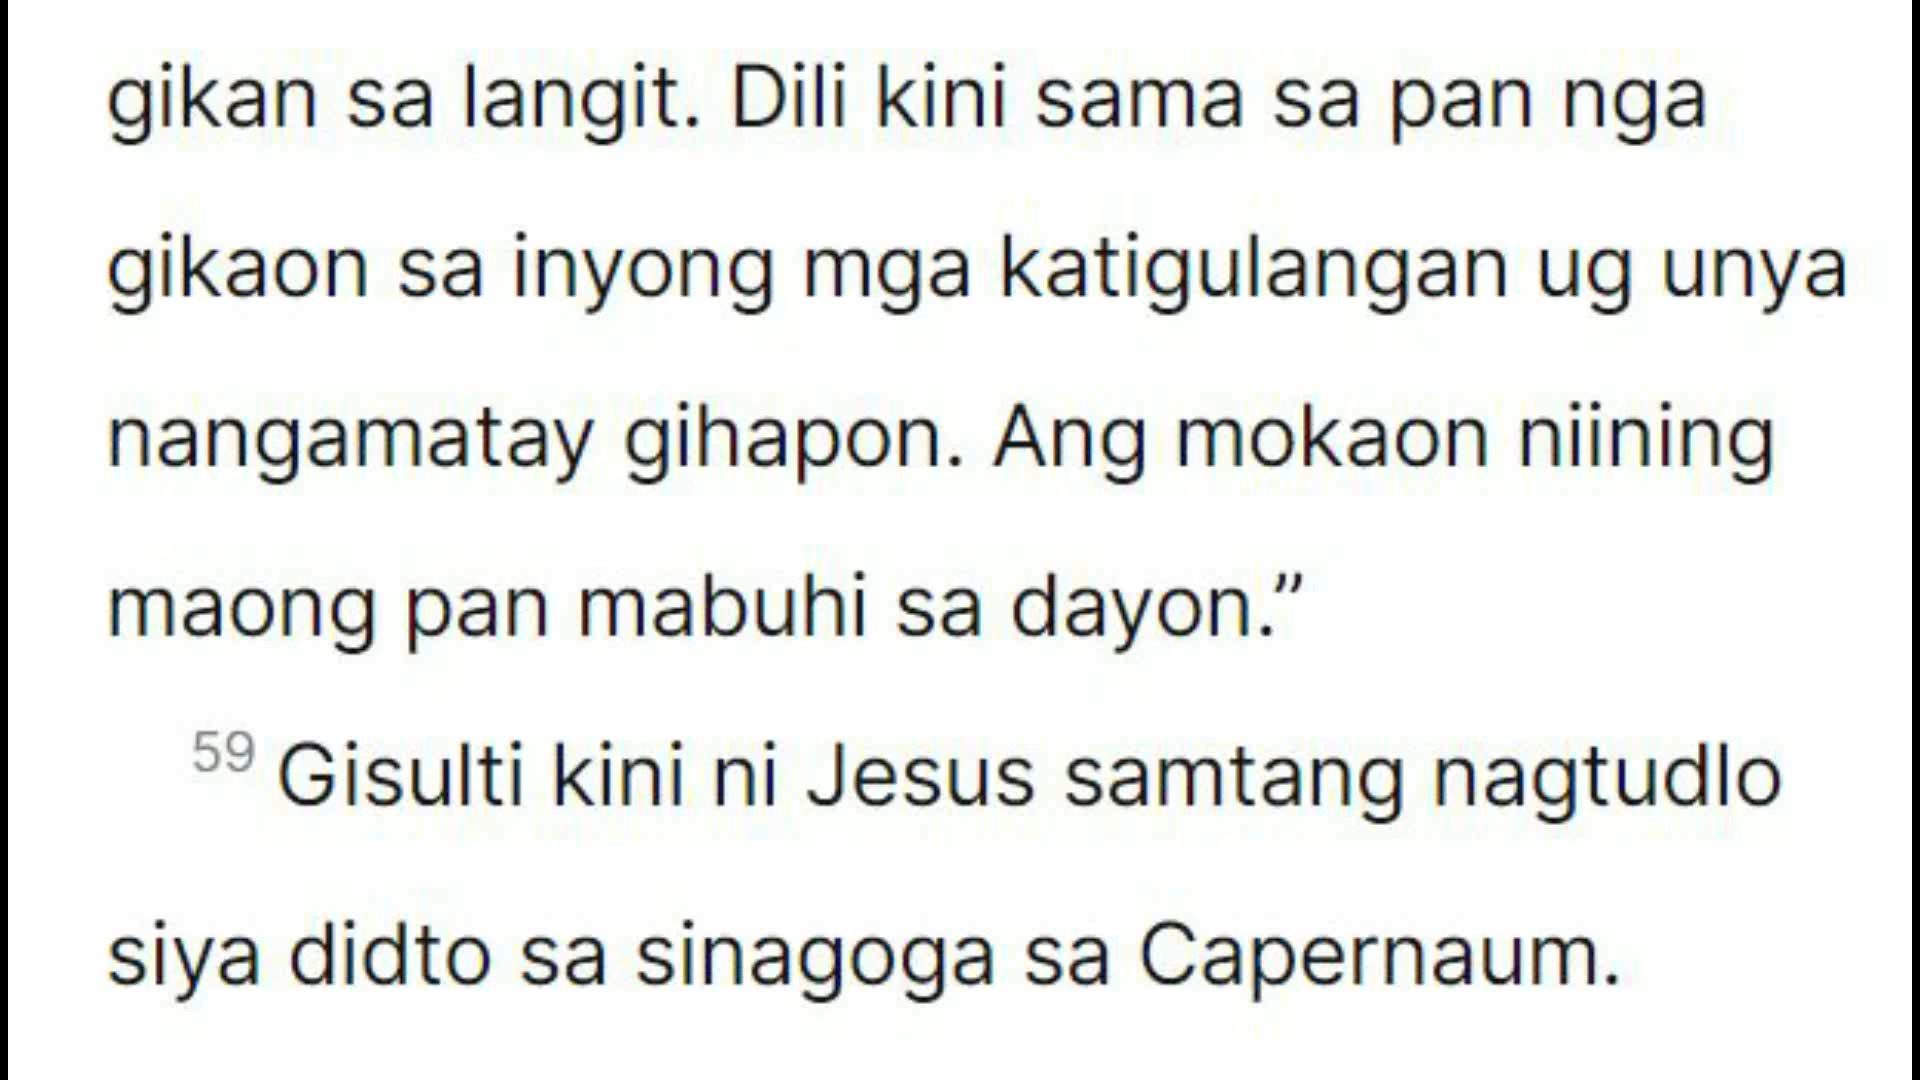 gikan sa langit. Dili kini sama sa pan nga
gikaon sa inyong mga katigulangan ug unya
nangamatay gihapon. Ang mokaon niining
maong pan mabuhi sa dayon.”
59 Gisulti kini ni Jesus samtang nagtudlo
siya didto sa sinagoga sa Capernaum.